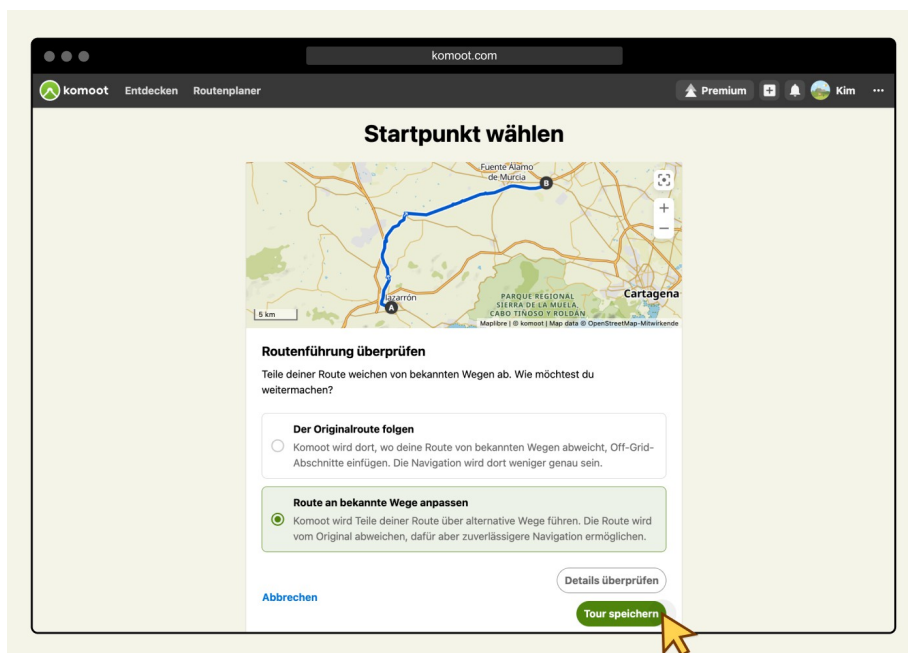 komoot.com
komoot Entdecken Routenplaner Premium Kim
Startpunkt wählen
Fuente Álamo
de Murcia
B
Mazarrón
A
PARQUE REGIONAL
SIERRA DE LA MUELA,
CABO TIÑOSO Y ROLDÁN
Cartagena
5 km
Maplibre | © komoot | Map data © OpenStreetMap-Mitwirkende
Routenführung überprüfen
Teile deiner Route weichen von bekannten Wegen ab. Wie möchtest du
weitermachen?
Der Originalroute folgen
Komoot wird dort, wo deine Route von bekannten Wegen abweicht, Off-Grid-
Abschnitte einfügen. Die Navigation wird dort weniger genau sein.
Route an bekannte Wege anpassen
Komoot wird Teile deiner Route über alternative Wege führen. Die Route wird
vom Original abweichen, dafür aber zuverlässigere Navigation ermöglichen.
Details überprüfen
Abbrechen
Tour speichern